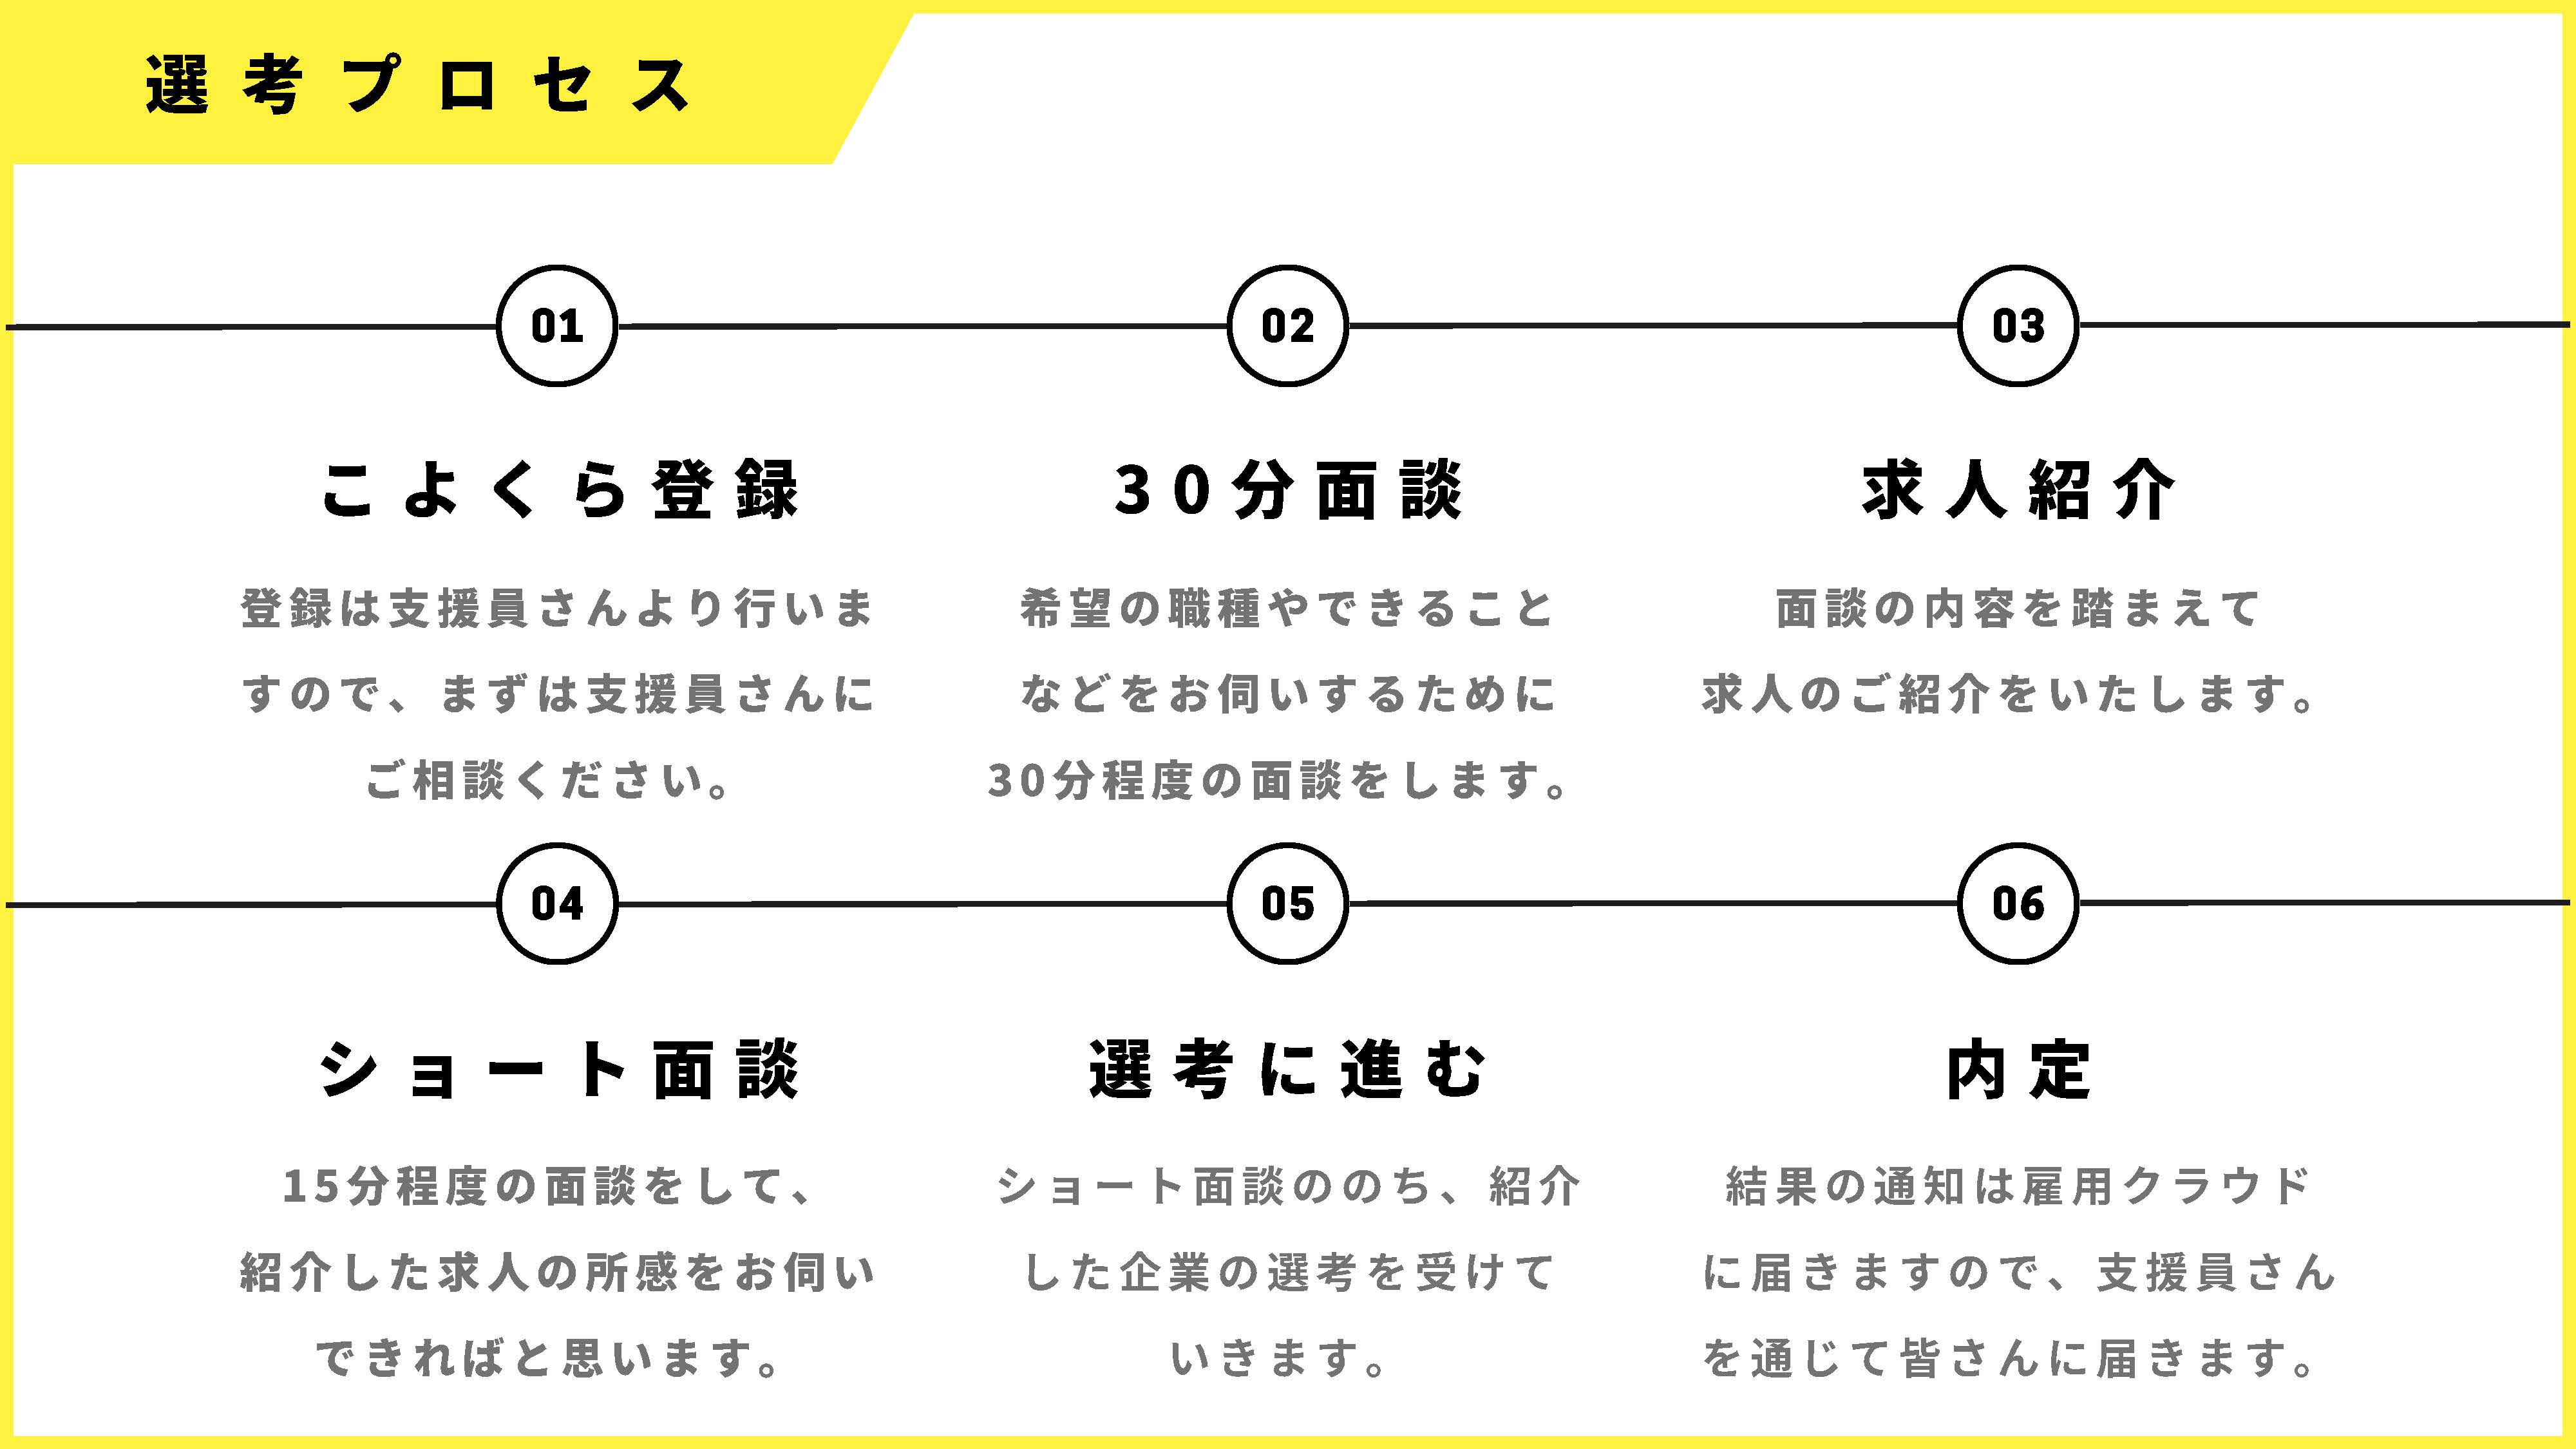 選考プロセス
01
こよくら登録
登録は支援員さんより行いま
すので、まずは支援員さんに
ご相談ください。
02
30分面談
希望の職種やできること
などをお伺いするために
30分程度の面談をします。
03
求人紹介
面談の内容を踏まえて
求人のご紹介をいたします。
04
ショート面談
15分程度の面談をして、
紹介した求人の所感をお伺い
できればと思います。
05
選考に進む
ショート面談ののち、紹介
した企業の選考を受けて
いきます。
06
内定
結果の通知は雇用クラウド
に届きますので、支援員さん
を通じて皆さんに届きます。